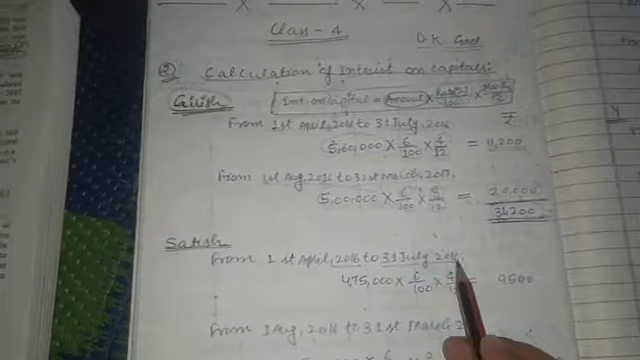 Class - 4
D.K. Goel
② Calculation of Interest on capitals:
Girish
Int. on capital = Amount × Rate(%)/100 × /12
From 1st April, 2016 to 31 July, 2016
₹
5,60,000 × 6/100 × 4/12 = 11,200
From 1st Aug, 2016 to 31st March, 2017.
5,00,000 × 6/100 × 8/12 = 20,000
31200
Satish
From 1st April, 2016 to 31 July 2016
475,000 × 6/100 × 4/12 = 9500
From 1 Aug, 2016 to 31st March, 2